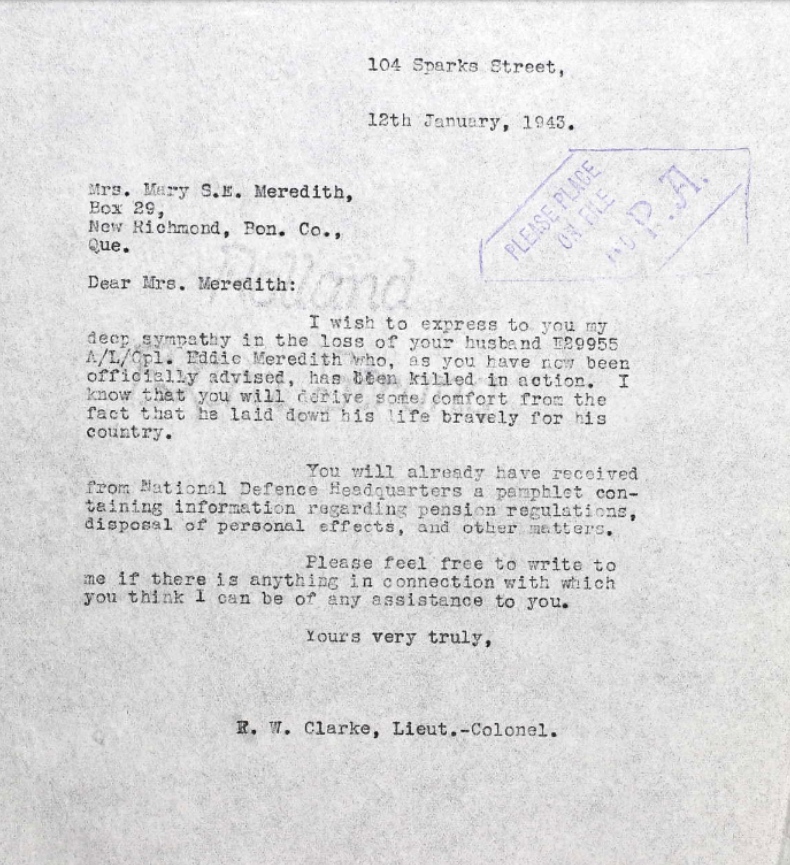 104 Sparks Street,
12th January, 1943.
PLEASE PLACE
ON FILE
P.A.
Mrs. Mary S.E. Meredith,
Box 29,
New Richmond, Bon. Co.,
Que.
Holland
Dear Mrs. Meredith:
I wish to express to you my
deep sympathy in the loss of your husband E29955
A/L/Cpl. Eddie Meredith who, as you have now been
officially advised, has been killed in action. I
know that you will derive some comfort from the
fact that he laid down his life bravely for his
country.
You will already have received
from National Defence Headquarters a pamphlet con-
taining information regarding pension regulations,
disposal of personal effects, and other matters.
Please feel free to write to
me if there is anything in connection with which
you think I can be of any assistance to you.
Yours very truly,
W. Clarke, Lieut.-Colonel.